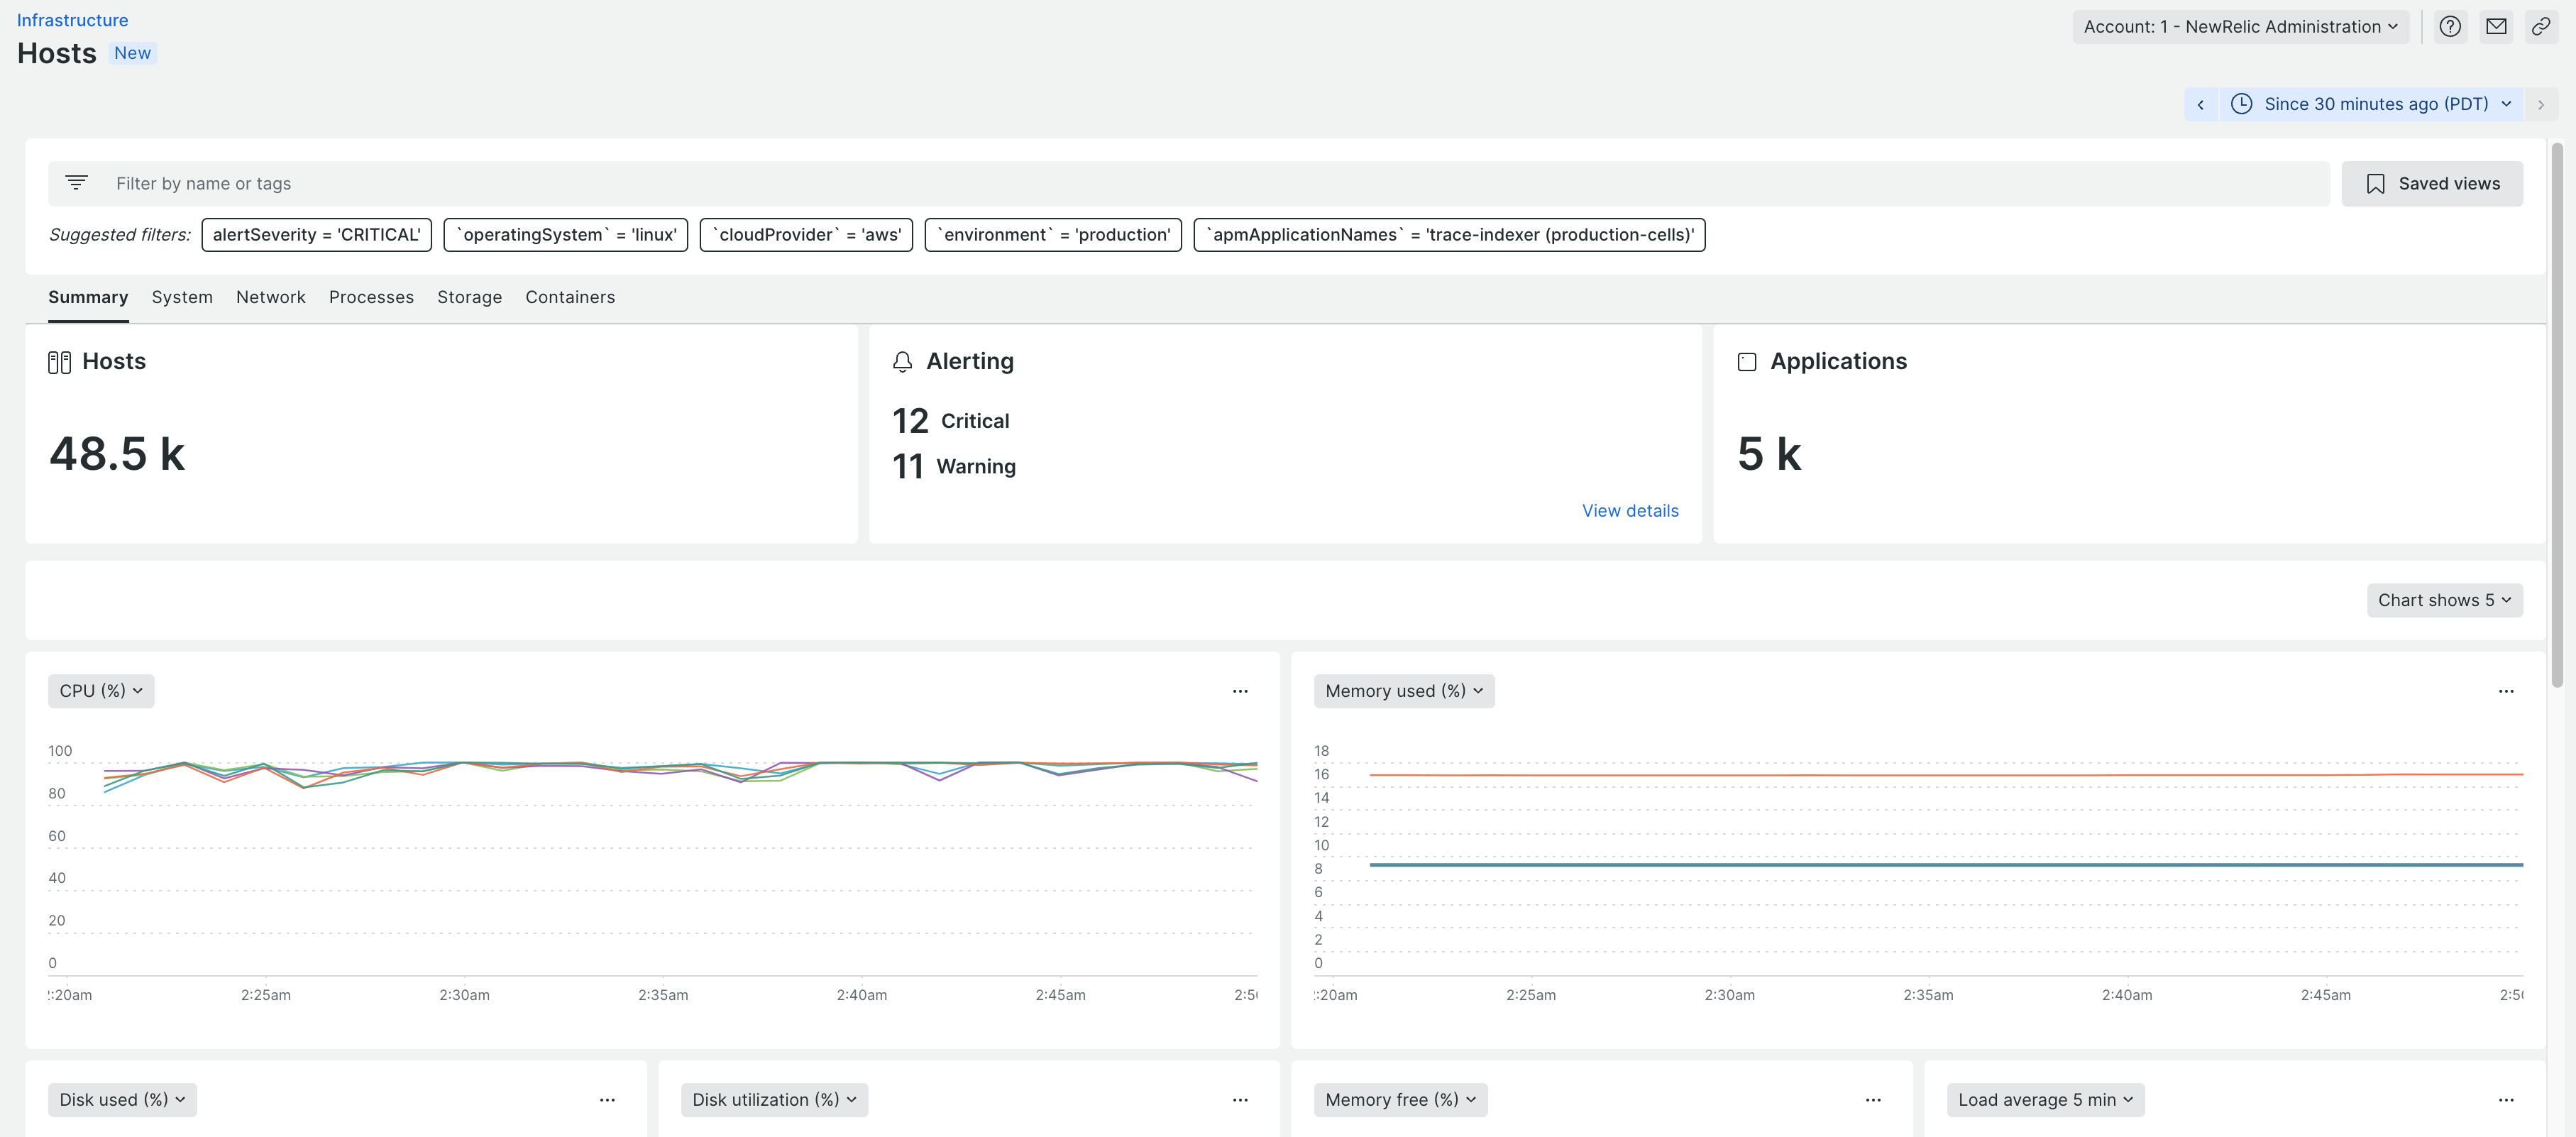 Infrastructure
Hosts New
Account: 1 - NewRelic Administration
Since 30 minutes ago (PDT)
Filter by name or tags
Saved views
Suggested filters: alertSeverity = 'CRITICAL' `operatingSystem` = 'linux' `cloudProvider` = 'aws' `environment` = 'production' `apmApplicationNames` = 'trace-indexer (production-cells)'
Summary System Network Processes Storage Containers
Hosts
48.5 k
Alerting
12 Critical
11 Warning
View details
Applications
5 k
Chart shows 5
CPU (%)
100
80
60
40
20
0
:20am 2:25am 2:30am 2:35am 2:40am 2:45am
Memory used (%)
18
16
14
12
10
8
6
4
2
0
:20am 2:25am 2:30am 2:35am 2:40am 2:45am
Disk used (%)
Disk utilization (%)
Memory free (%)
Load average 5 min